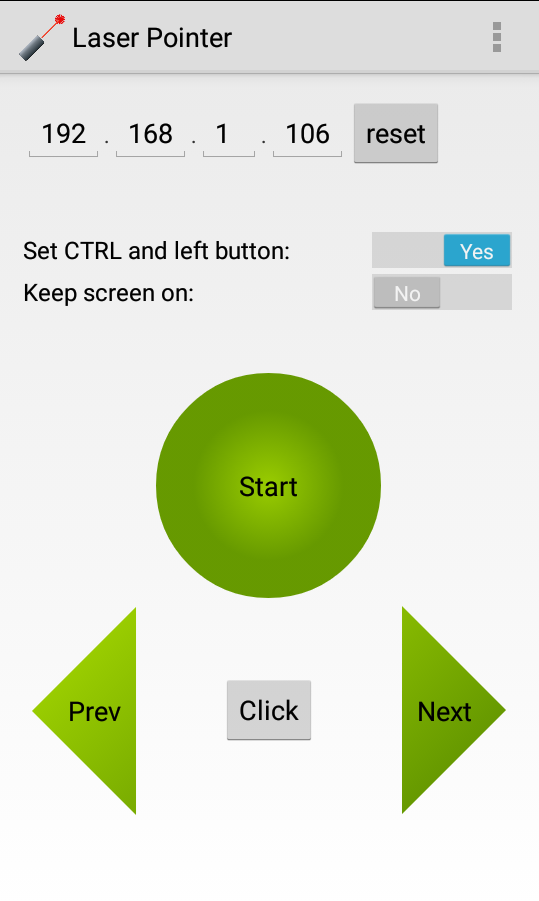 Laser Pointer
192 . 168 . 1 . 106 reset
Set CTRL and left button: Yes
Keep screen on: No
Start
Prev Click Next